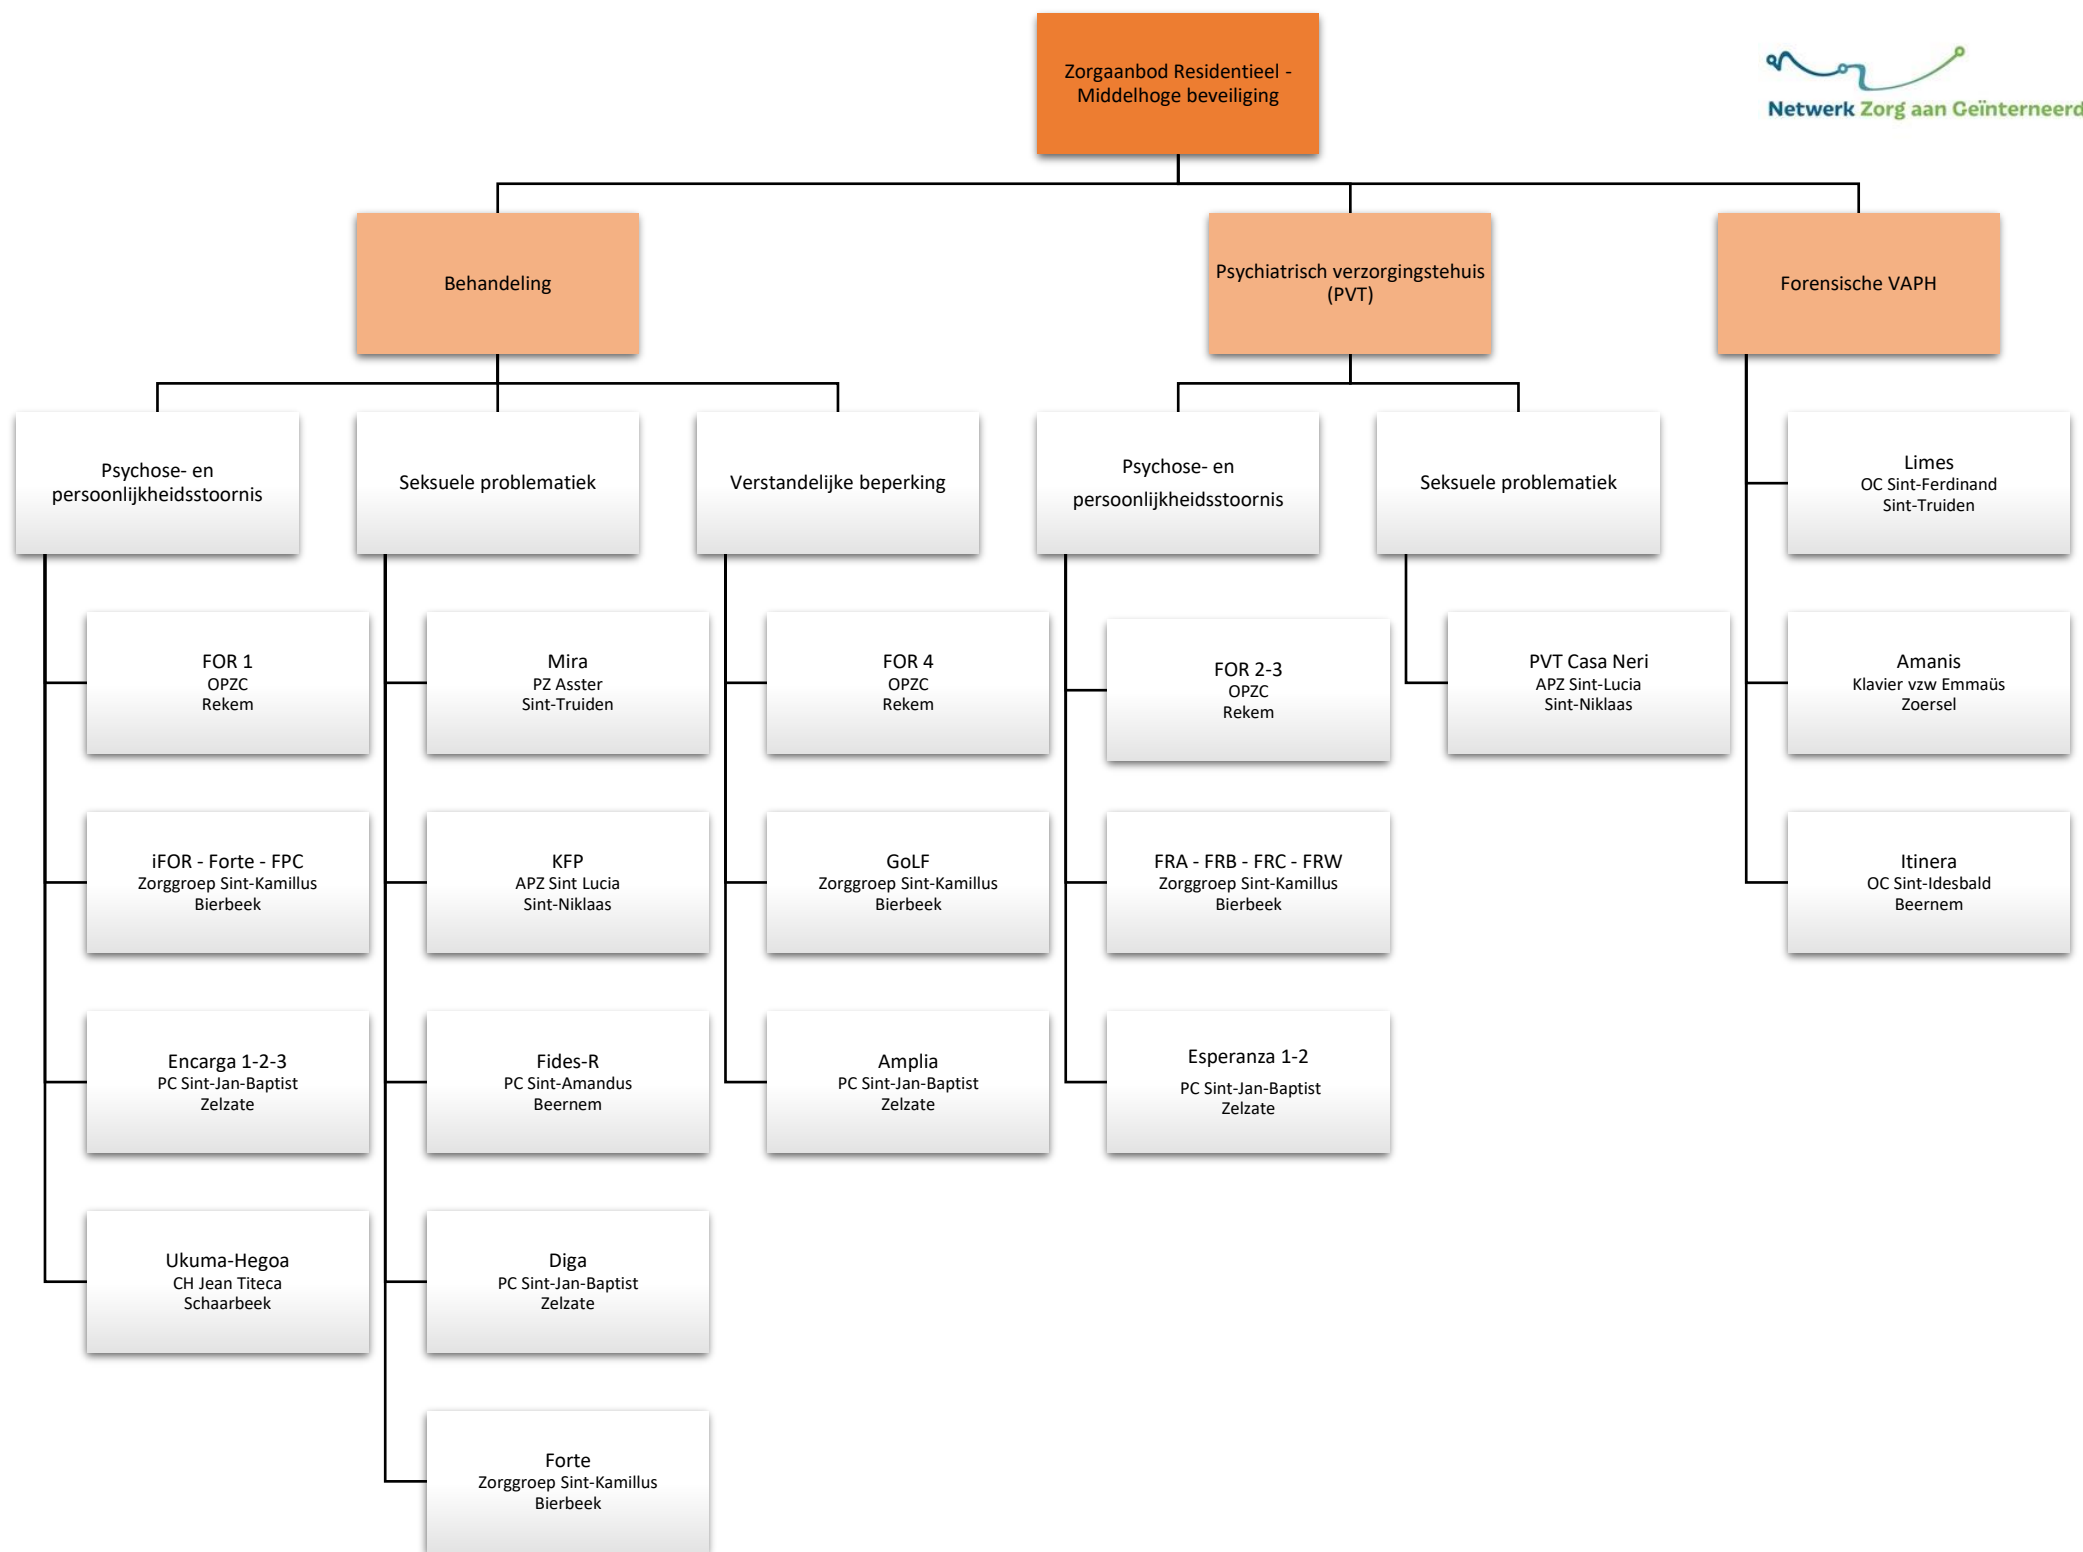 Zorgaanbod Residentieel -
Middelhoge beveiliging
Netwerk Zorg aan Geïnterneerd
Behandeling
Psychiatrisch verzorgingstehuis
(PVT)
Forensische VAPH
Psychose- en
persoonlijkheidsstoornis
Seksuele problematiek
Verstandelijke beperking
Psychose- en
persoonlijkheidsstoornis
Seksuele problematiek
Limes
OC Sint-Ferdinand
Sint-Truiden
FOR 1
OPZC
Rekem
Mira
PZ Asster
Sint-Truiden
FOR 4
OPZC
Rekem
FOR 2-3
OPZC
Rekem
PVT Casa Neri
APZ Sint-Lucia
Sint-Niklaas
Amanis
Klavier vzw Emmaüs
Zoersel
iFOR - Forte - FPC
Zorggroep Sint-Kamillus
Bierbeek
KFP
APZ Sint Lucia
Sint-Niklaas
GoLF
Zorggroep Sint-Kamillus
Bierbeek
FRA - FRB - FRC - FRW
Zorggroep Sint-Kamillus
Bierbeek
Itinera
OC Sint-Idesbald
Beernem
Encarga 1-2-3
PC Sint-Jan-Baptist
Zelzate
Fides-R
PC Sint-Amandus
Beernem
Amplia
PC Sint-Jan-Baptist
Zelzate
Esperanza 1-2
PC Sint-Jan-Baptist
Zelzate
Ukuma-Hegoa
CH Jean Titeca
Schaarbeek
Diga
PC Sint-Jan-Baptist
Zelzate
Forte
Zorggroep Sint-Kamillus
Bierbeek